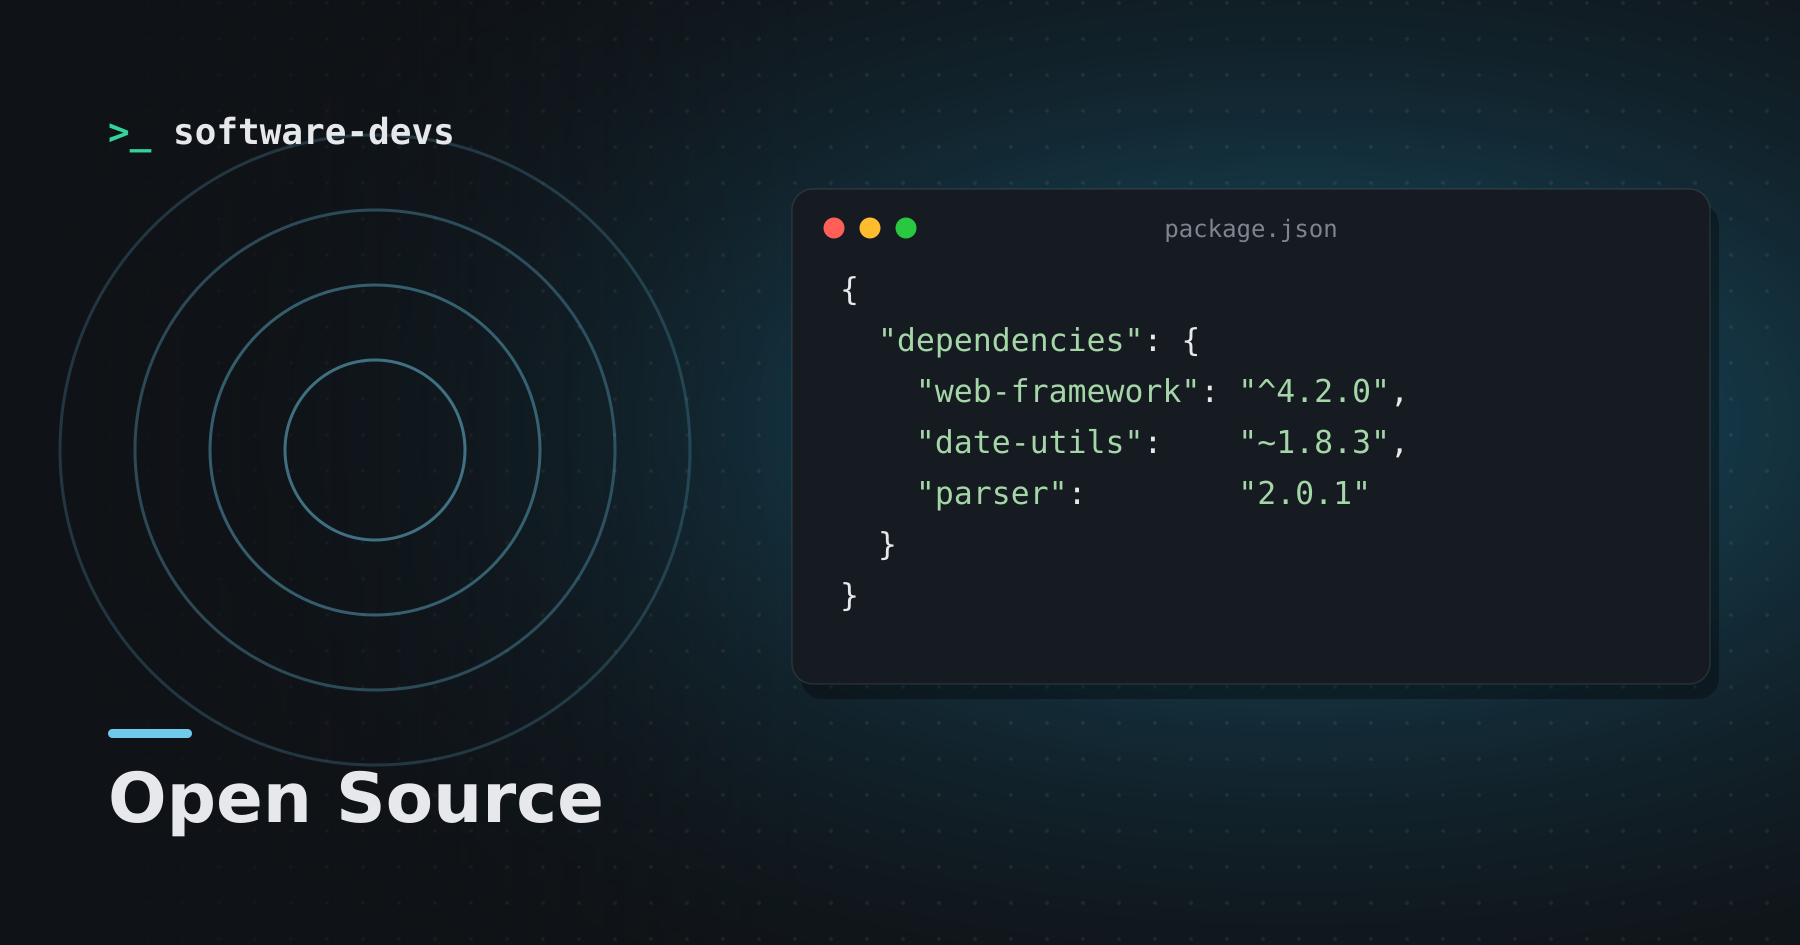 >_ software-devs
package.json
{
  "dependencies": {
    "web-framework": "^4.2.0",
    "date-utils":    "~1.8.3",
    "parser":        "2.0.1"
  }
}
Open Source